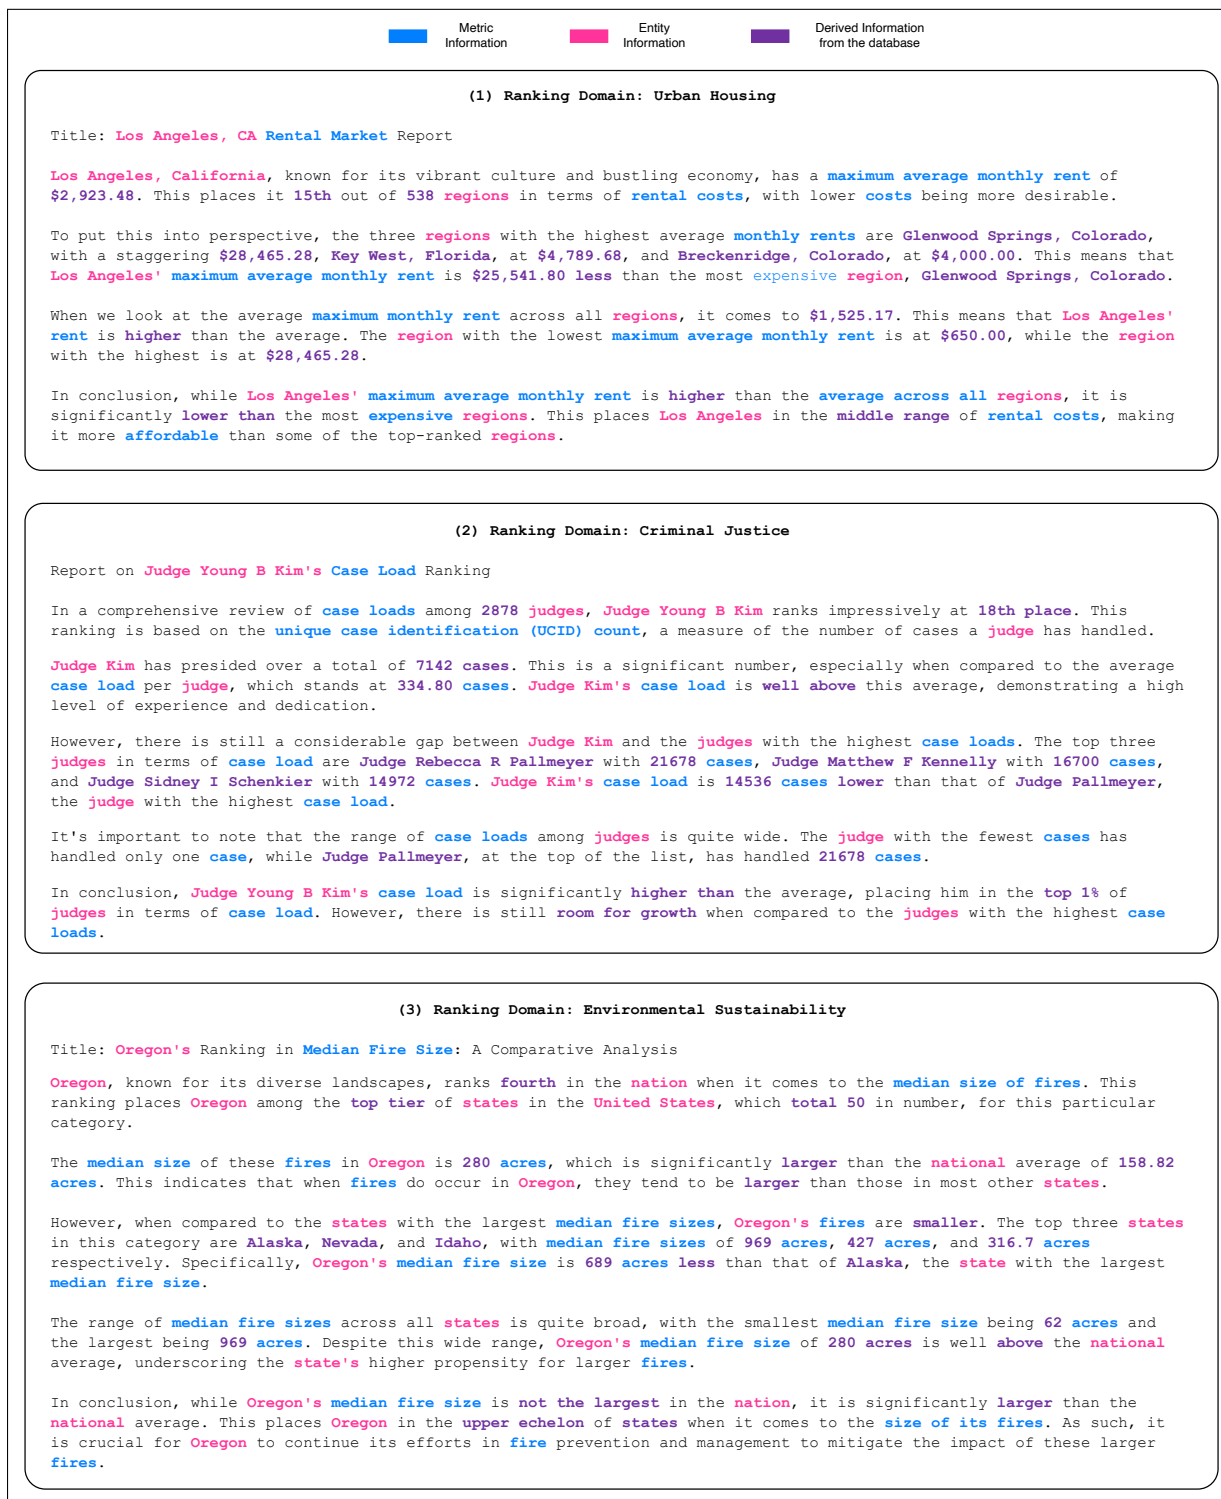 Metric
Information
Entity
Information
Derived Information
from the database
(1) Ranking Domain: Urban Housing
Title: Los Angeles, CA Rental Market Report
Los Angeles, California, known for its vibrant culture and bustling economy, has a maximum average monthly rent of
$2,923.48. This places it 15th out of 538 regions in terms of rental costs, with lower costs being more desirable.
To put this into perspective, the three regions with the highest average monthly rents are Glenwood Springs, Colorado,
with a staggering $28,465.28, Key West, Florida, at $4,789.68, and Breckenridge, Colorado, at $4,000.00. This means that
Los Angeles' maximum average monthly rent is $25,541.80 less than the most expensive region, Glenwood Springs, Colorado.
When we look at the average maximum monthly rent across all regions, it comes to $1,525.17. This means that Los Angeles'
rent is higher than the average. The region with the lowest maximum average monthly rent is at $650.00, while the region
with the highest is at $28,465.28.
In conclusion, while Los Angeles' maximum average monthly rent is higher than the average across all regions, it is
significantly lower than the most expensive regions. This places Los Angeles in the middle range of rental costs, making
it more affordable than some of the top-ranked regions.
(2) Ranking Domain: Criminal Justice
Report on Judge Young B Kim's Case Load Ranking
In a comprehensive review of case loads among 2878 judges, Judge Young B Kim ranks impressively at 18th place. This
ranking is based on the unique case identification (UCID) count, a measure of the number of cases a judge has handled.
Judge Kim has presided over a total of 7142 cases. This is a significant number, especially when compared to the average
case load per judge, which stands at 334.80 cases. Judge Kim's case load is well above this average, demonstrating a high
level of experience and dedication.
However, there is still a considerable gap between Judge Kim and the judges with the highest case loads. The top three
judges in terms of case load are Judge Rebecca R Pallmeyer with 21678 cases, Judge Matthew F Kennelly with 16700 cases,
and Judge Sidney I Schenkier with 14972 cases. Judge Kim's case load is 14536 cases lower than that of Judge Pallmeyer,
the judge with the highest case load.
It's important to note that the range of case loads among judges is quite wide. The judge with the fewest cases has
handled only one case, while Judge Pallmeyer, at the top of the list, has handled 21678 cases.
In conclusion, Judge Young B Kim's case load is significantly higher than the average, placing him in the top 1% of
judges in terms of case load. However, there is still room for growth when compared to the judges with the highest case
loads.
(3) Ranking Domain: Environmental Sustainability
Title: Oregon's Ranking in Median Fire Size: A Comparative Analysis
Oregon, known for its diverse landscapes, ranks fourth in the nation when it comes to the median size of fires. This
ranking places Oregon among the top tier of states in the United States, which total 50 in number, for this particular
category.
The median size of these fires in Oregon is 280 acres, which is significantly larger than the national average of 158.82
acres. This indicates that when fires do occur in Oregon, they tend to be larger than those in most other states.
However, when compared to the states with the largest median fire sizes, Oregon's fires are smaller. The top three states
in this category are Alaska, Nevada, and Idaho, with median fire sizes of 969 acres, 427 acres, and 316.7 acres
respectively. Specifically, Oregon's median fire size is 689 acres less than that of Alaska, the state with the largest
median fire size.
The range of median fire sizes across all states is quite broad, with the smallest median fire size being 62 acres and
the largest being 969 acres. Despite this wide range, Oregon's median fire size of 280 acres is well above the national
average, underscoring the state's higher propensity for larger fires.
In conclusion, while Oregon's median fire size is not the largest in the nation, it is significantly larger than the
national average. This places Oregon in the upper echelon of states when it comes to the size of its fires. As such, it
is crucial for Oregon to continue its efforts in fire prevention and management to mitigate the impact of these larger
fires.